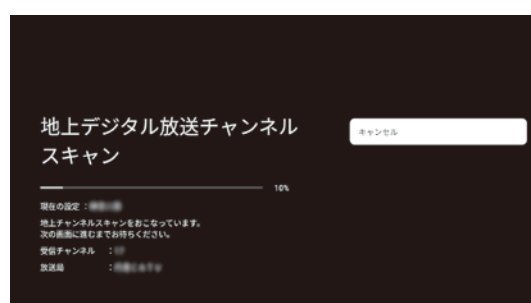 地上デジタル放送チャンネル
スキャン
キャンセル
10%
現在の設定 :
地上チャンネルスキャンをおこなっています。
次の画面に進むまでお待ちください。
受信チャンネル :
放送局 :